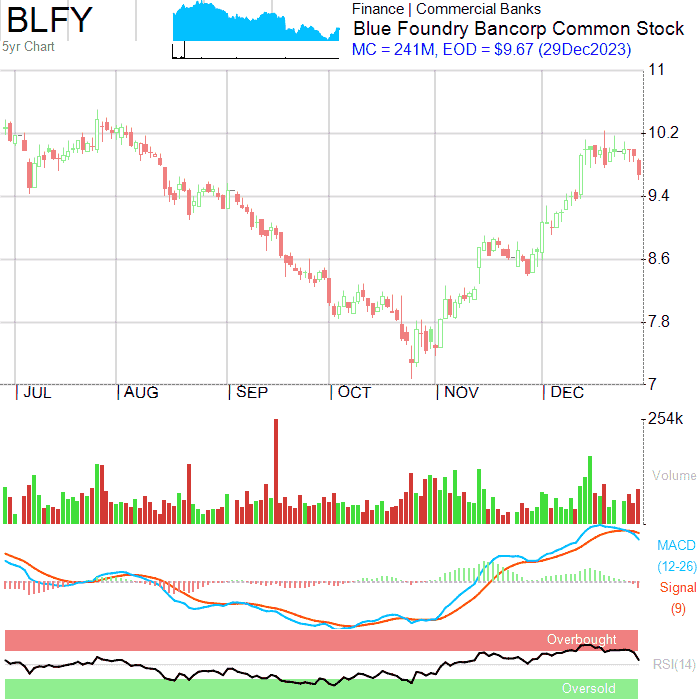 BLFY
5yr Chart
Finance | Commercial Banks
Blue Foundry Bancorp Common Stock
MC = 241M, EOD = $9.67 (29Dec2023)
11
10.2
9.4
8.6
7.8
7
JUL AUG SEP OCT NOV DEC
254k
Volume
MACD
(12-26)
Signal
(9)
Overbought
RSI(14)
Oversold